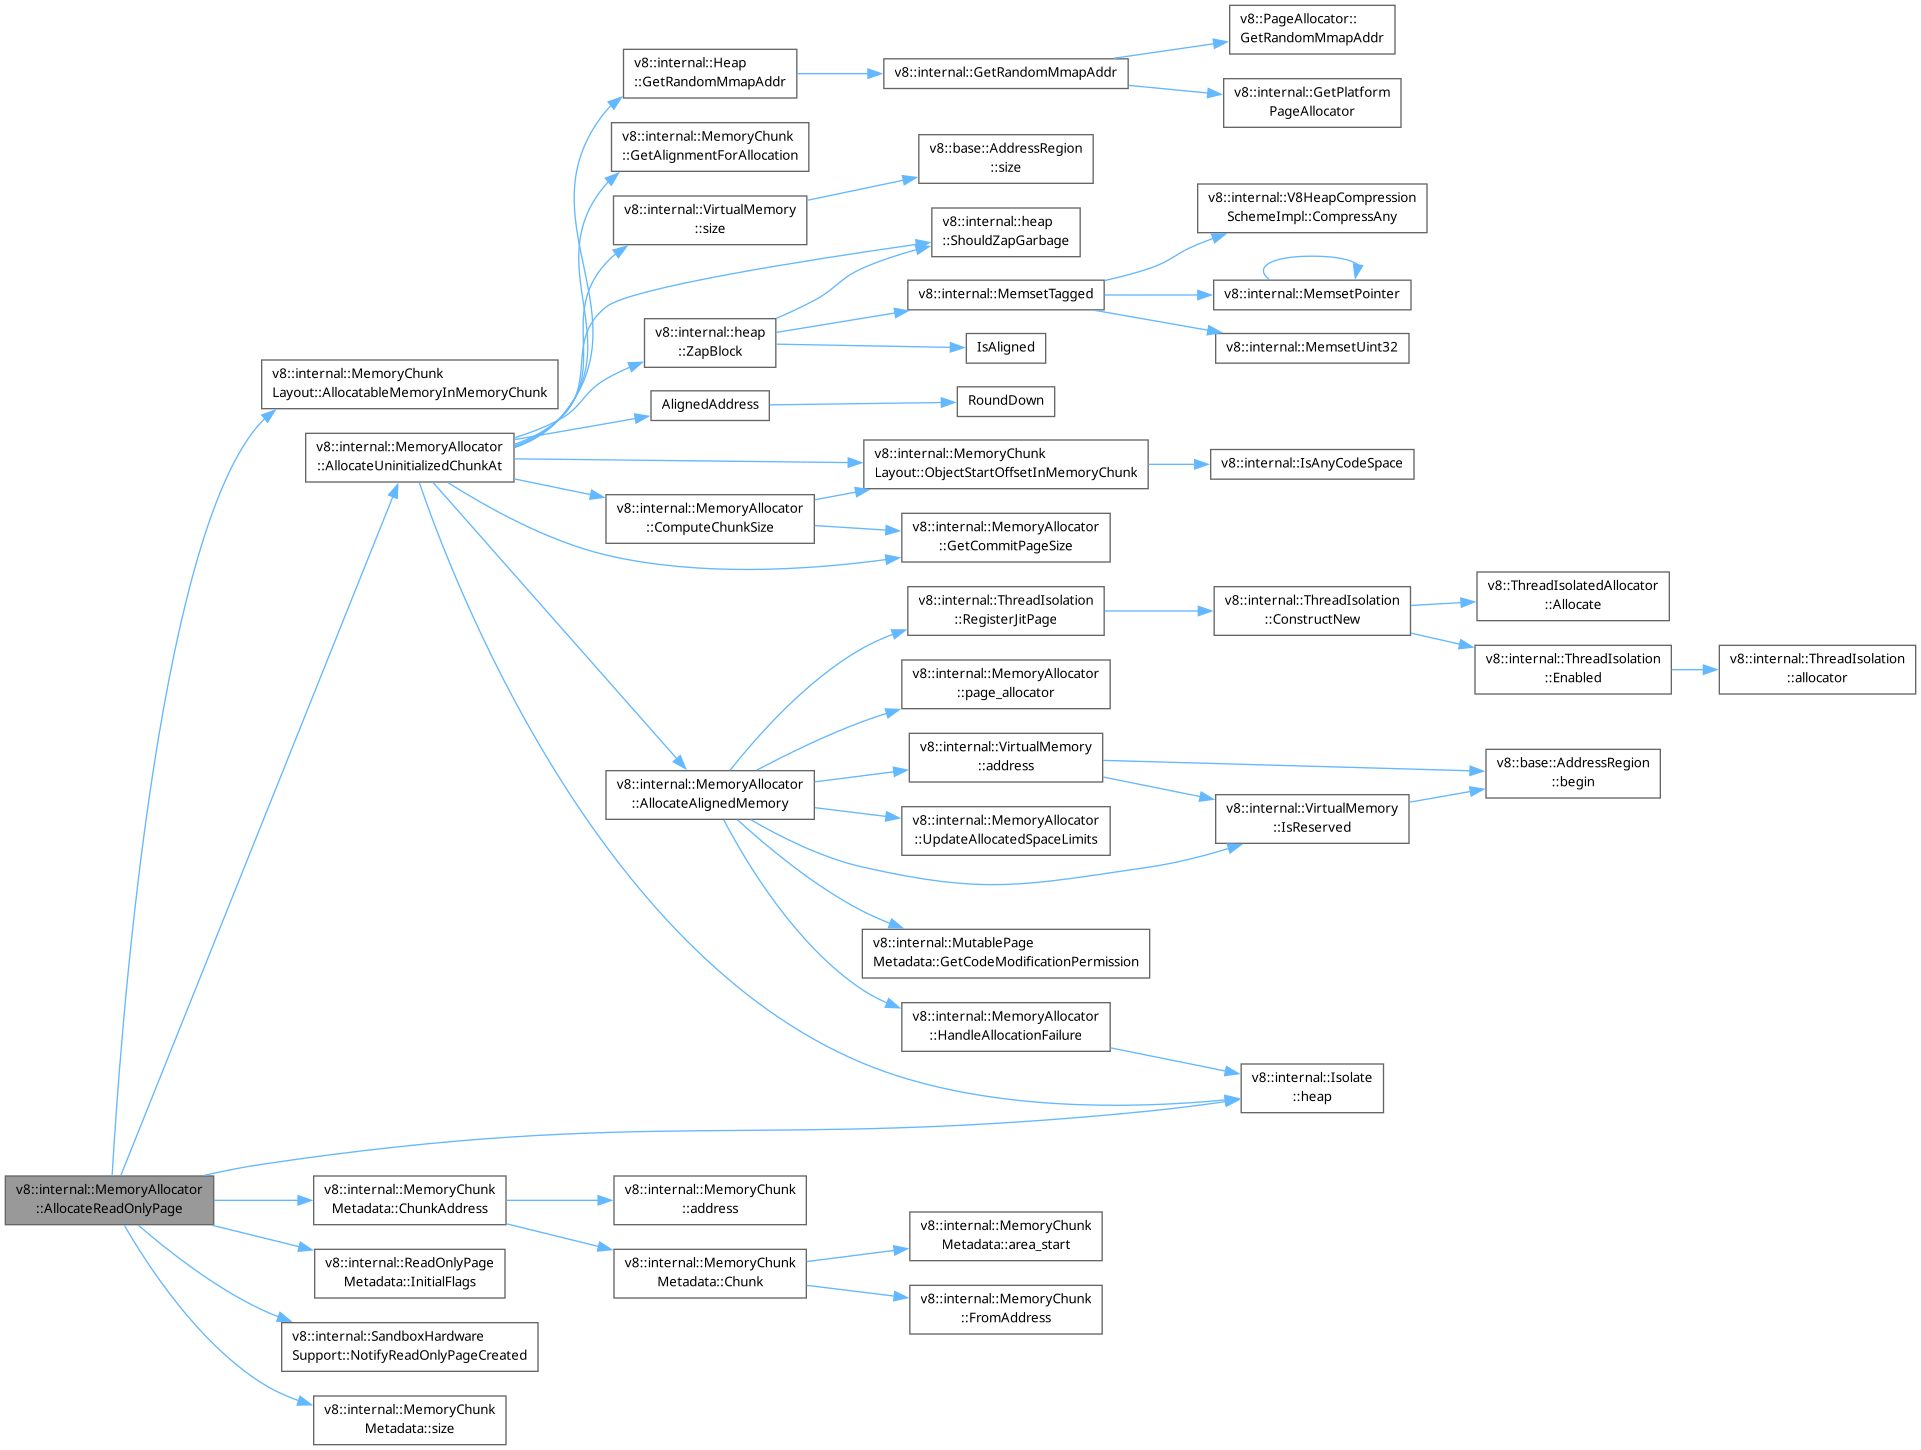 v8::PageAllocator::
GetRandomMmapAddr
v8::internal::Heap
::GetRandomMmapAddr
v8::internal::GetRandomMmapAddr
v8::internal::GetPlatform
PageAllocator
v8::internal::MemoryChunk
::GetAlignmentForAllocation
v8::base::AddressRegion
::size
v8::internal::VirtualMemory
::size
v8::internal::V8HeapCompression
SchemeImpl::CompressAny
v8::internal::heap
::ShouldZapGarbage
v8::internal::MemsetTagged
v8::internal::MemsetPointer
v8::internal::heap
::ZapBlock
IsAligned
v8::internal::MemsetUint32
v8::internal::MemoryChunk
Layout::AllocatableMemoryInMemoryChunk
AlignedAddress
RoundDown
v8::internal::MemoryAllocator
::AllocateUninitializedChunkAt
v8::internal::MemoryChunk
Layout::ObjectStartOffsetInMemoryChunk
v8::internal::IsAnyCodeSpace
v8::internal::MemoryAllocator
::ComputeChunkSize
v8::internal::MemoryAllocator
::GetCommitPageSize
v8::internal::ThreadIsolation
::RegisterJitPage
v8::internal::ThreadIsolation
::ConstructNew
v8::ThreadIsolatedAllocator
::Allocate
v8::internal::ThreadIsolation
::Enabled
v8::internal::ThreadIsolation
::allocator
v8::internal::MemoryAllocator
::page_allocator
v8::internal::VirtualMemory
::address
v8::base::AddressRegion
::begin
v8::internal::MemoryAllocator
::AllocateAlignedMemory
v8::internal::MemoryAllocator
::UpdateAllocatedSpaceLimits
v8::internal::VirtualMemory
::IsReserved
v8::internal::MutablePage
Metadata::GetCodeModificationPermission
v8::internal::MemoryAllocator
::HandleAllocationFailure
v8::internal::Isolate
::heap
v8::internal::MemoryAllocator
::AllocateReadOnlyPage
v8::internal::MemoryChunk
Metadata::ChunkAddress
v8::internal::MemoryChunk
::address
v8::internal::ReadOnlyPage
Metadata::InitialFlags
v8::internal::MemoryChunk
Metadata::Chunk
v8::internal::MemoryChunk
Metadata::area_start
v8::internal::MemoryChunk
::FromAddress
v8::internal::SandboxHardware
Support::NotifyReadOnlyPageCreated
v8::internal::MemoryChunk
Metadata::size